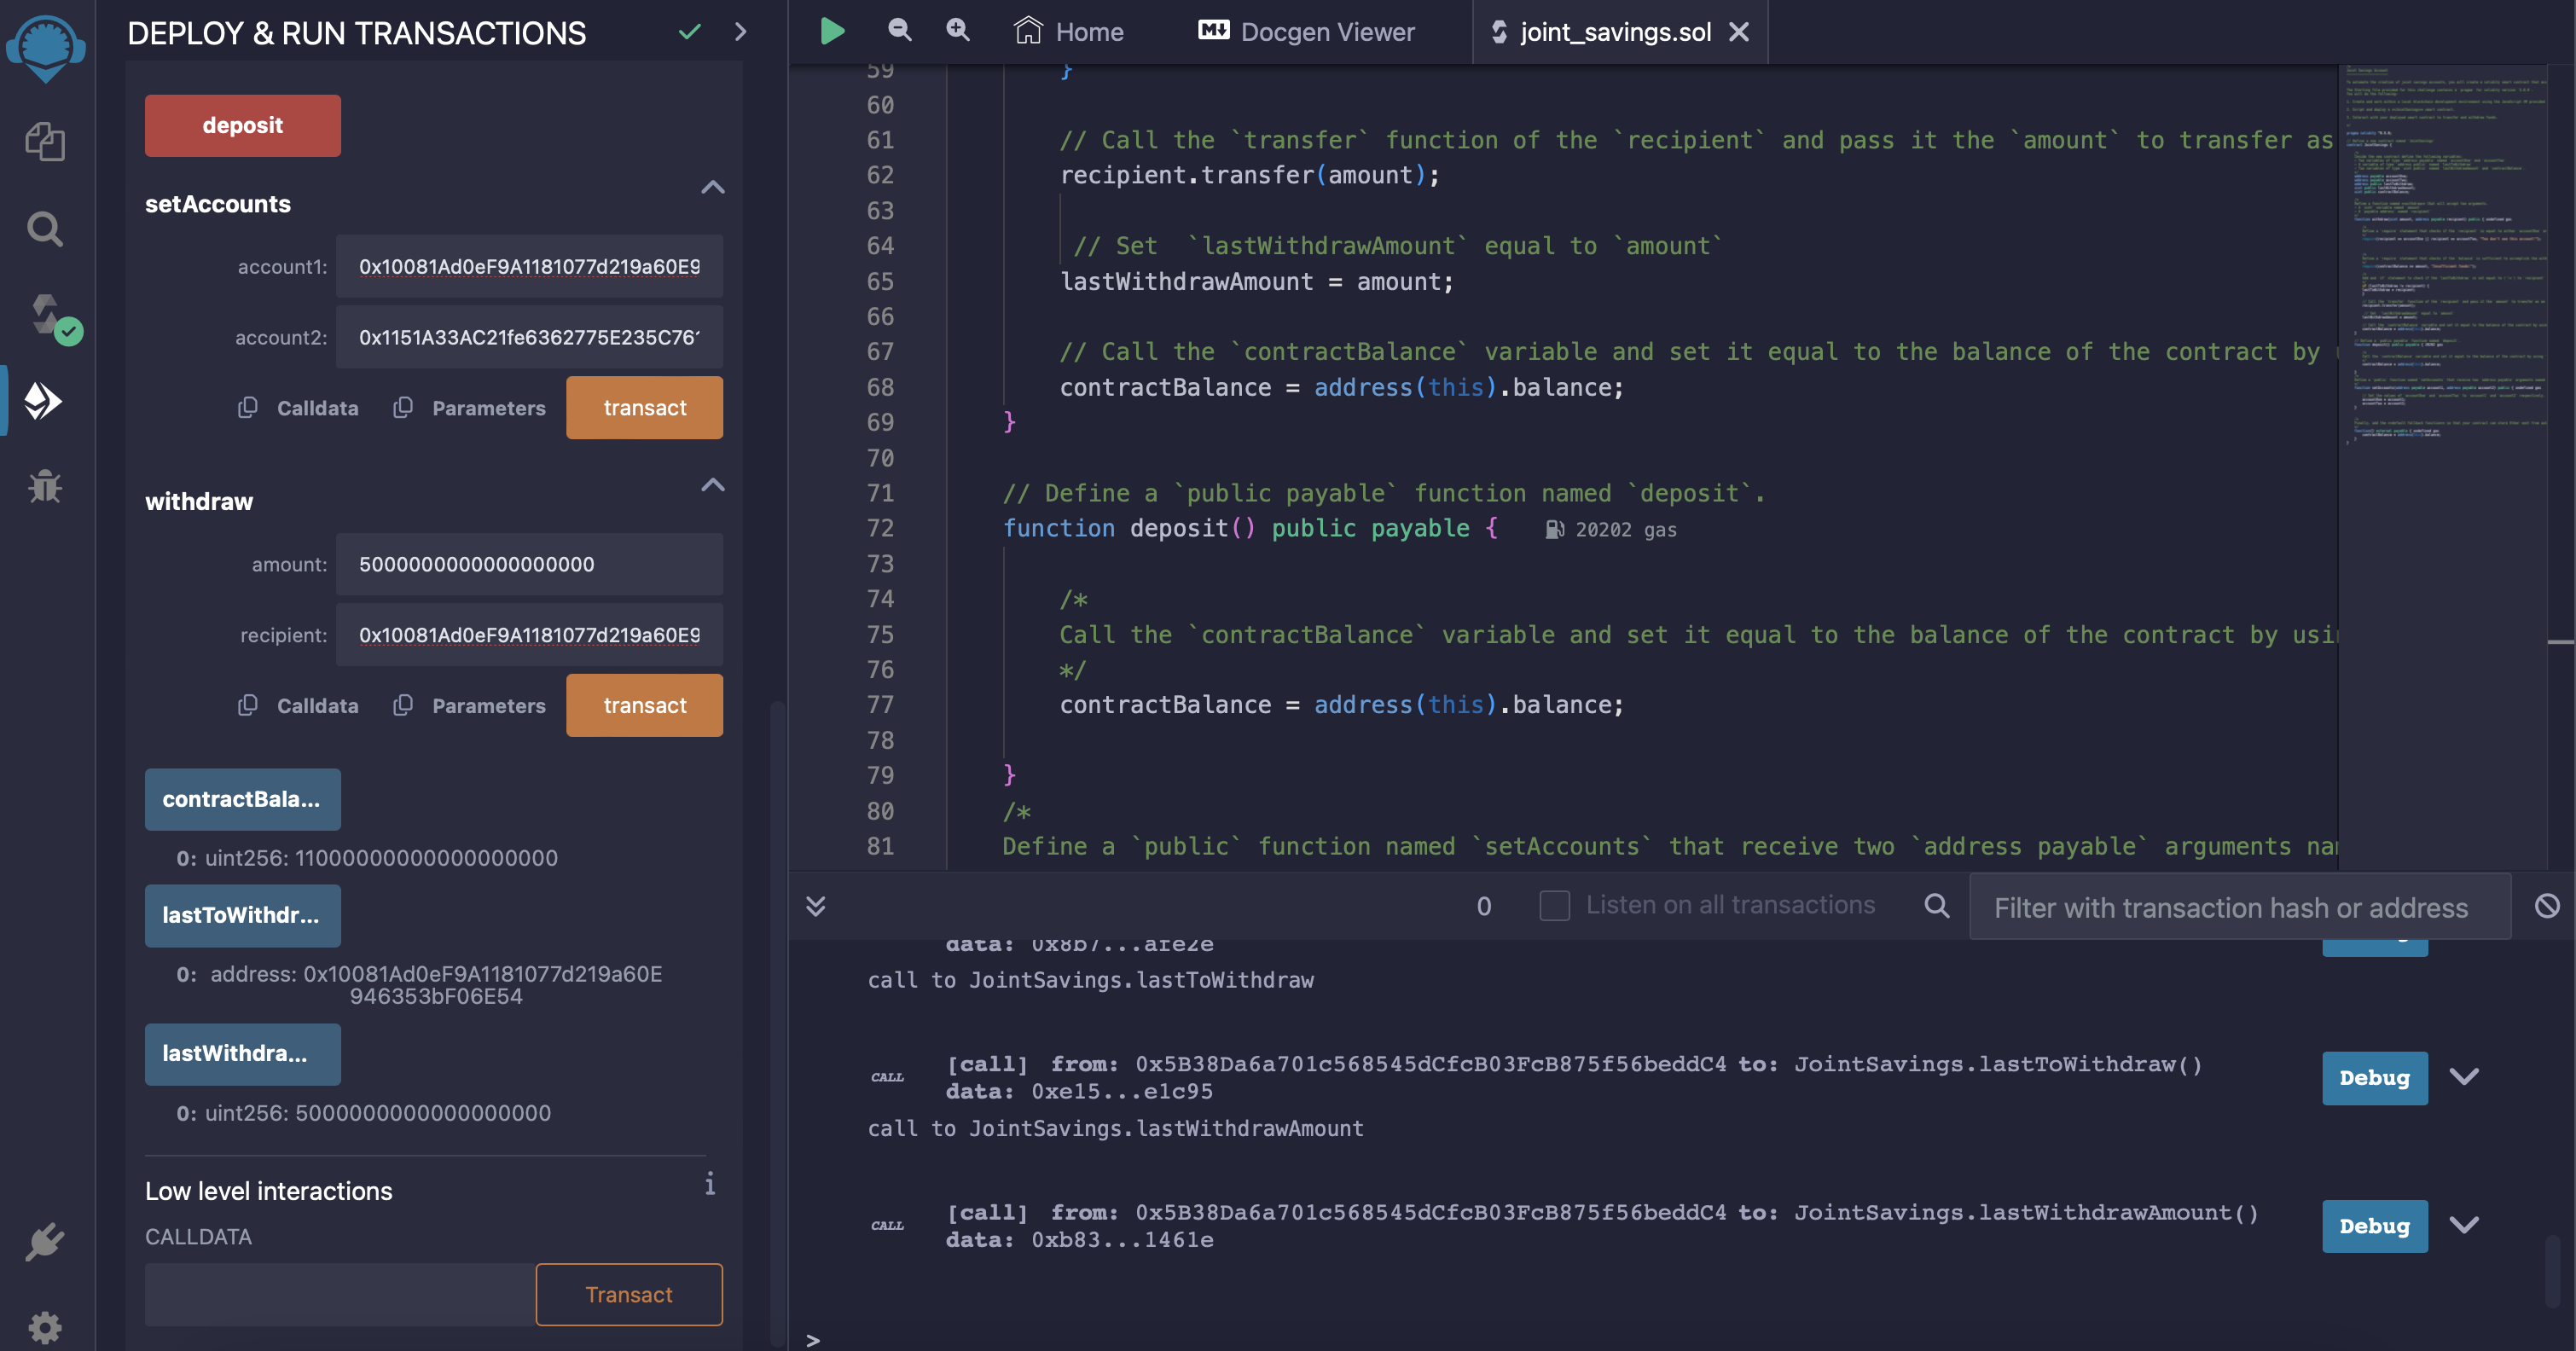 DEPLOY & RUN TRANSACTIONS
deposit
setAccounts
account1: 0x10081Ad0eF9A1181077d219a60E9
account2: 0x1151A33AC21fe6362775E235C76
Calldata Parameters transact
withdraw
amount: 5000000000000000000
recipient: 0x10081Ad0eF9A1181077d219a60E9
Calldata Parameters transact
contractBala...
0: uint256: 11000000000000000000
lastToWithdr...
0: address: 0x10081Ad0eF9A1181077d219a60E
946353bF06E54
lastWithdra...
0: uint256: 5000000000000000000
Low level interactions
i
CALLDATA
Transact
Home Docgen Viewer joint_savings.sol
59 }
60
61 // Call the `transfer` function of the `recipient` and pass it the `amount` to transfer as
62 recipient.transfer(amount);
63
64 // Set  `lastWithdrawAmount` equal to `amount`
65 lastWithdrawAmount = amount;
66
67 // Call the `contractBalance` variable and set it equal to the balance of the contract by
68 contractBalance = address(this).balance;
69 }
70
71 // Define a `public payable` function named `deposit`.
72 function deposit() public payable { 20202 gas
73
74 /*
75 Call the `contractBalance` variable and set it equal to the balance of the contract by usi
76 */
77 contractBalance = address(this).balance;
78
79 }
80 /*
81 Define a `public` function named `setAccounts` that receive two `address payable` arguments na
0 Listen on all transactions Filter with transaction hash or address
data: 0x8b7...afe2e
call to JointSavings.lastToWithdraw
CALL [call] from: 0x5B38Da6a701c568545dCfcB03FcB875f56beddC4 to: JointSavings.lastToWithdraw()
data: 0xe15...e1c95
Debug
call to JointSavings.lastWithdrawAmount
CALL [call] from: 0x5B38Da6a701c568545dCfcB03FcB875f56beddC4 to: JointSavings.lastWithdrawAmount()
data: 0xb83...1461e
Debug
>